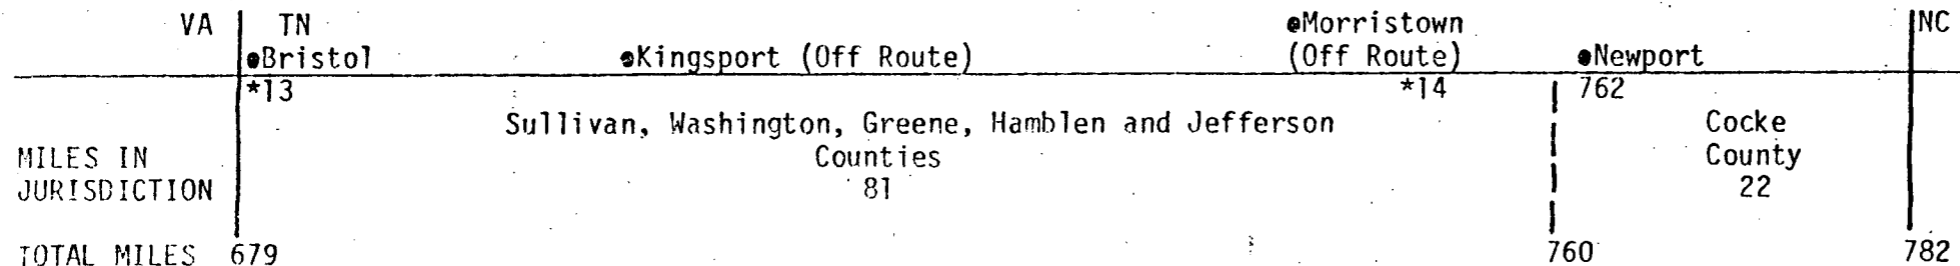 VA TN ●Morristown NC
●Bristol ●Kingsport (Off Route) (Off Route) ●Newport
*13 *14 762
Sullivan, Washington, Greene, Hamblen and Jefferson Cocke
MILES IN Counties County
JURISDICTION 81 22
TOTAL MILES 679 760 782